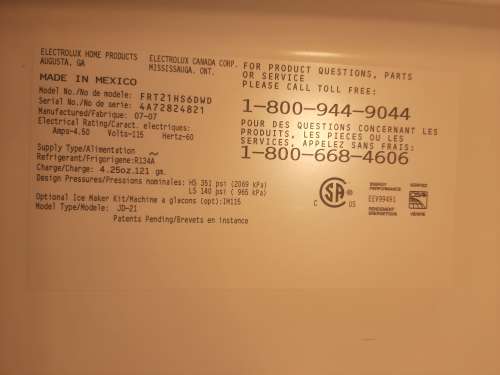 ELECTROLUX HOME PRODUCTS
AUGUSTA, GA
ELECTROLUX CANADA CORP.
MISSISSAUGA, ONT.
MADE IN MEXICO
Model No./No de modele: FRT21HS6DWD
Serial No./No de serie: 4A72824821
Manufactured/Fabrique: 07-07
Electrical Rating/Caract. electriques:
Amps-4.50 Volts-115 Hertz-60
Supply Type/Alimentation ~
Refrigerant/Frigorigene:R134A
Charge/Charge: 4.25oz.121 gm.
Design Pressures/Pressions nominales: HS 351 psi (2069 kPa)
LS 140 psi ( 965 kPa)
Optional Ice Maker Kit/Machine a glacons (opt):IM115
Model Type/Modele: JD-21
Patents Pending/Brevets en instance
FOR PRODUCT QUESTIONS, PARTS
OR SERVICE
PLEASE CALL TOLL FREE:
1-800-944-9044
POUR DES QUESTIONS CONCERNANT LES
PRODUITS, LES PIECES OU LES
SERVICES, APPELEZ SANS FRAIS:
1-800-668-4606
C US
ENERGY
PERFORMANCE
EEV99491
RENDEMENT
VERIFIED